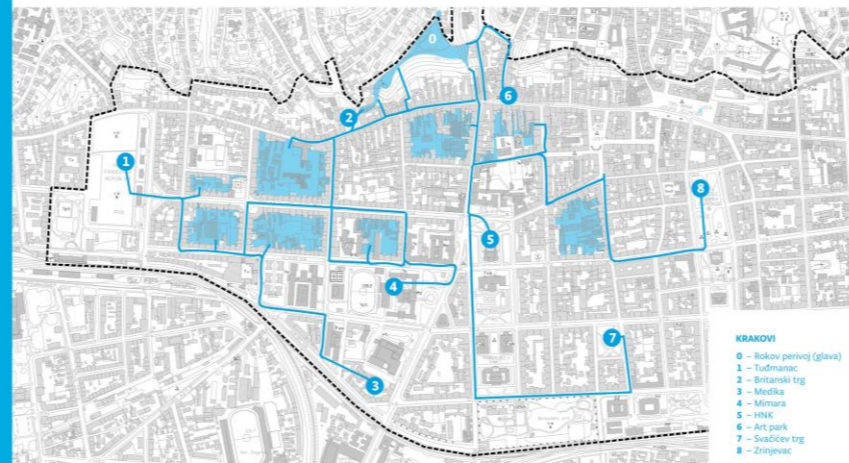 0
6
2
1
8
5
4
7
3
KRAKOVI
0 – Rokov perivoj (glava)
1 – Tuđmanac
2 – Britanski trg
3 – Medika
4 – Mimara
5 – HNK
6 – Art park
7 – Svačićev trg
8 – Zrinjevac